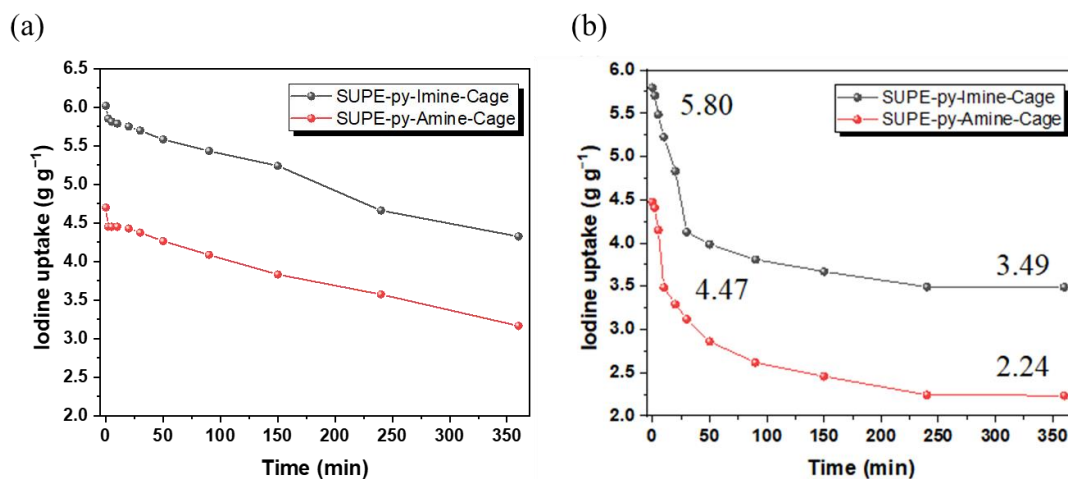 (a)
6.5
6.0
5.5
5.0
4.5
4.0
3.5
3.0
2.5
2.0
Iodine uptake (g g⁻¹)
SUPE-py-Imine-Cage
SUPE-py-Amine-Cage
0 50 100 150 200 250 300 350
Time (min)
(b)
6.0
5.5
5.0
4.5
4.0
3.5
3.0
2.5
2.0
Iodine uptake (g g⁻¹)
SUPE-py-Imine-Cage
SUPE-py-Amine-Cage
5.80
4.47
3.49
2.24
0 50 100 150 200 250 300 350
Time (min)